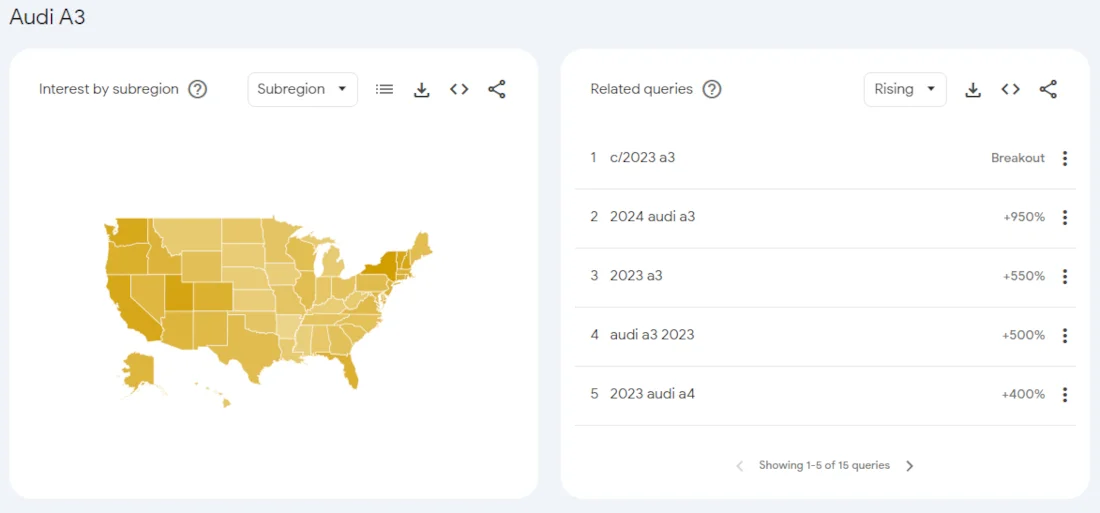 Audi A3
Interest by subregion
Subregion
Related queries
Rising
1 c/2023 a3 Breakout
2 2024 audi a3 +950%
3 2023 a3 +550%
4 audi a3 2023 +500%
5 2023 audi a4 +400%
Showing 1-5 of 15 queries